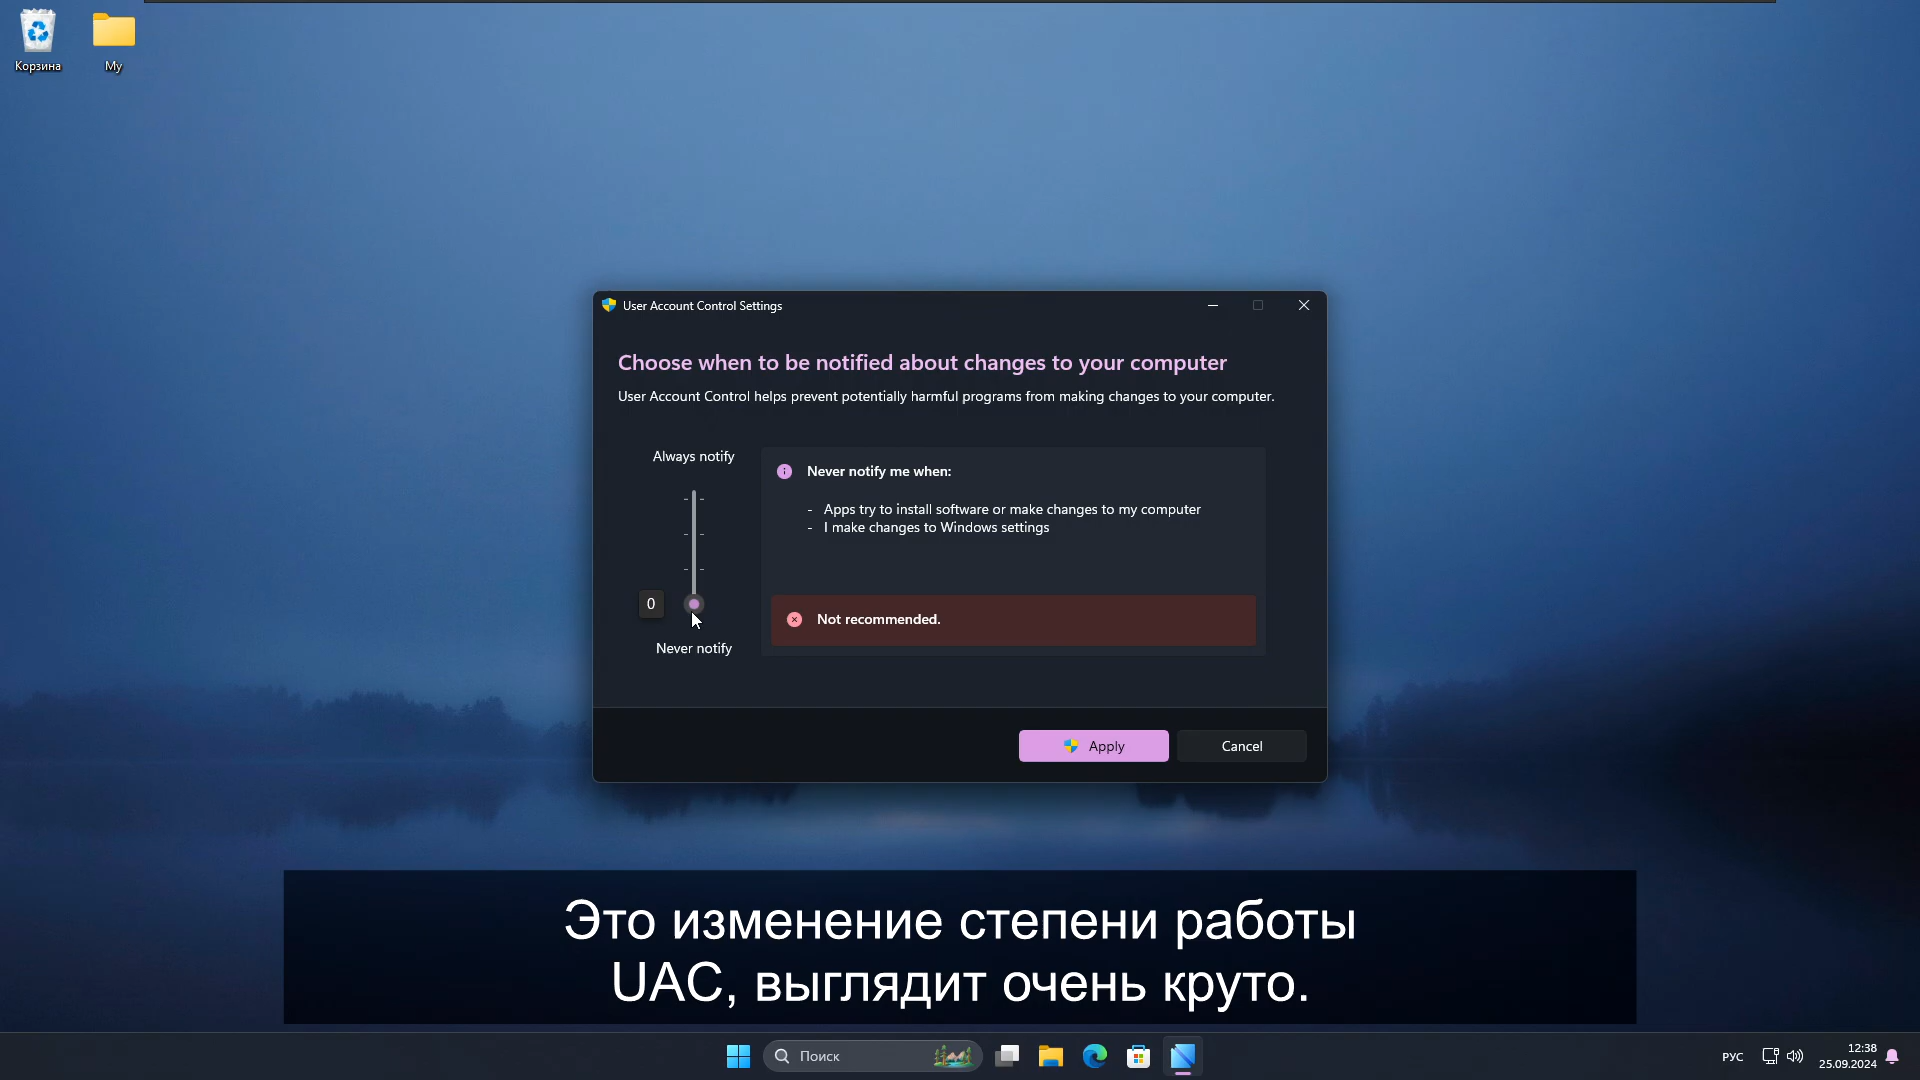 Корзина
My
User Account Control Settings
Choose when to be notified about changes to your computer
User Account Control helps prevent potentially harmful programs from making changes to your computer.
Always notify
Never notify me when:
- Apps try to install software or make changes to my computer
- I make changes to Windows settings
0
Not recommended.
Never notify
Apply
Cancel
Это изменение степени работы
UAC, выглядит очень круто.
Поиск
РУС
12:38
25.09.2024